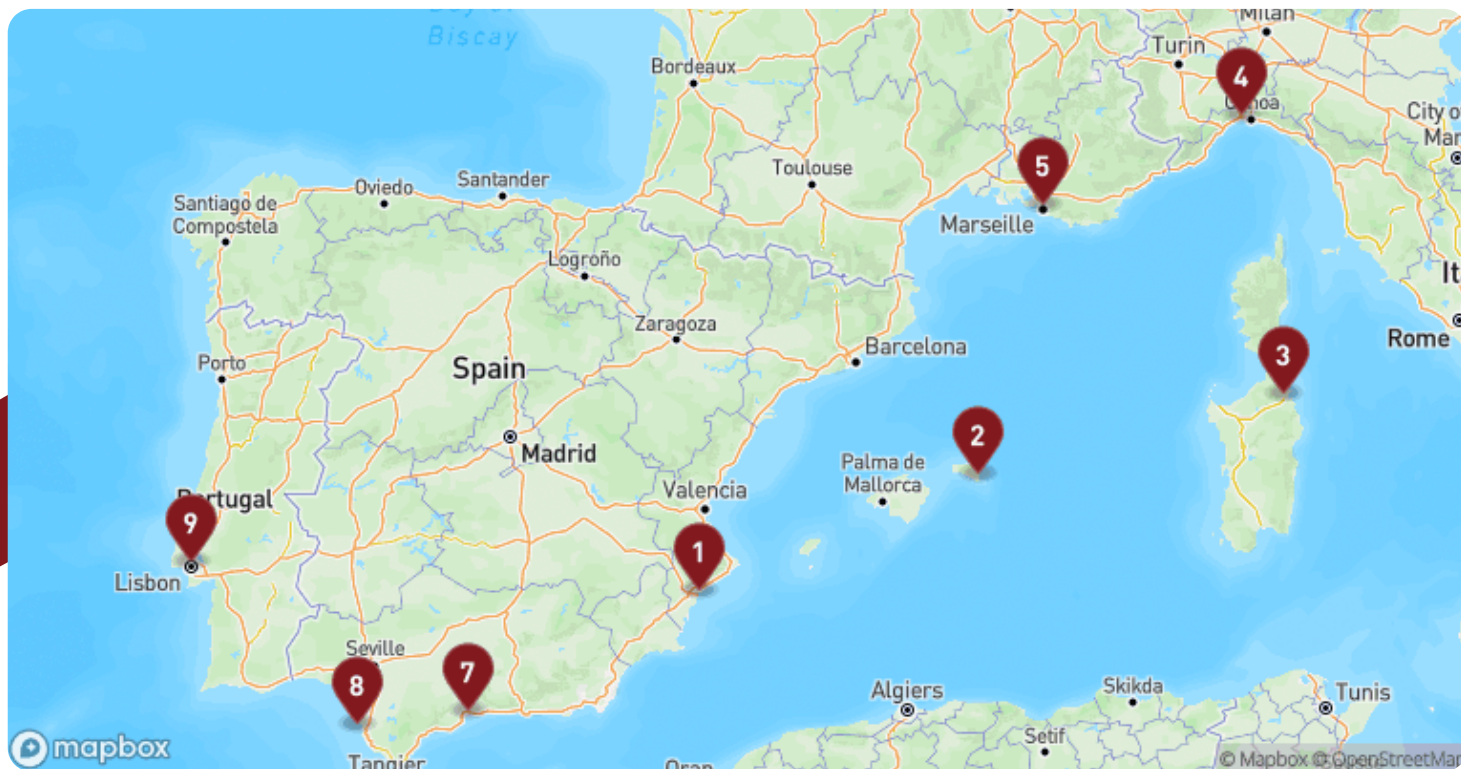 Biscay
Milan
Turin
Bordeaux
4
City of
5
Toulouse
Santander
Oviedo
Santiago de
Compostela
Marseille
Logroño
Zaragoza
Rome
Barcelona
3
Porto
Spain
2
Madrid
Palma de
Mallorca
Valencia
Portugal
9
1
Lisbon
Seville
7
8
Algiers
Skikda
Tunis
Setif
mapbox
Tangier
Oran
© Mapbox © OpenStreetMap